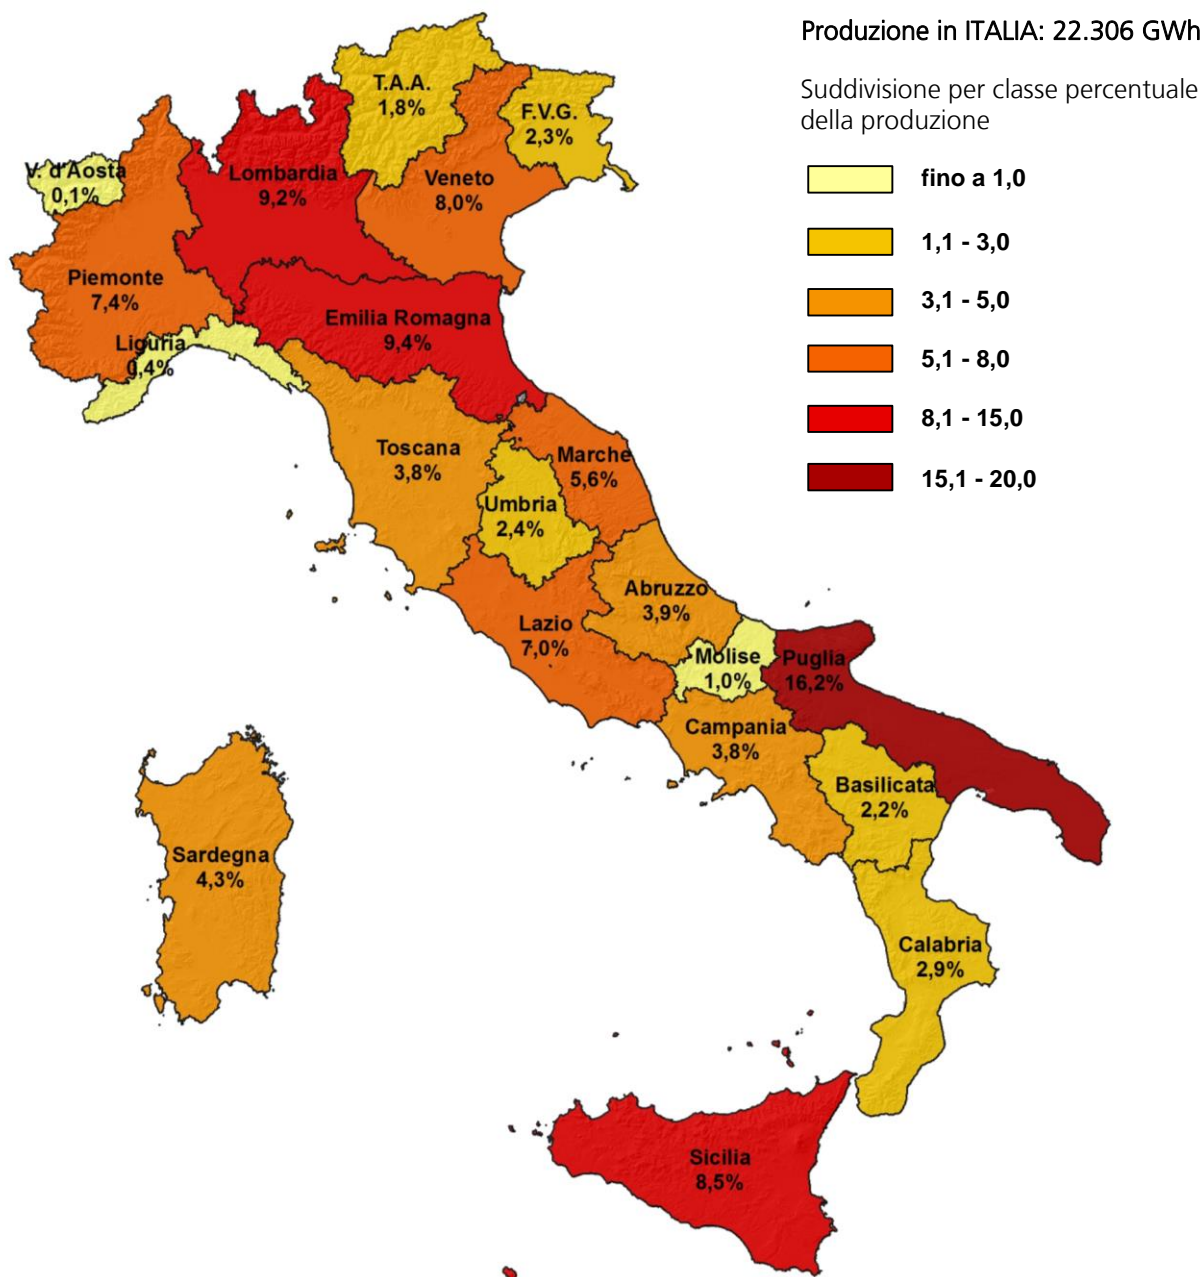 Produzione in ITALIA: 22.306 GWh
Suddivisione per classe percentuale
della produzione
fino a 1,0
1,1 - 3,0
3,1 - 5,0
5,1 - 8,0
8,1 - 15,0
15,1 - 20,0
T.A.A.
1,8%
F.V.G.
2,3%
V. d'Aosta
0,1%
Lombardia
9,2%
Veneto
8,0%
Piemonte
7,4%
Emilia Romagna
9,4%
Liguria
0,4%
Toscana
3,8%
Marche
5,6%
Umbria
2,4%
Abruzzo
3,9%
Lazio
7,0%
Molise
1,0%
Puglia
16,2%
Campania
3,8%
Basilicata
2,2%
Sardegna
4,3%
Calabria
2,9%
Sicilia
8,5%